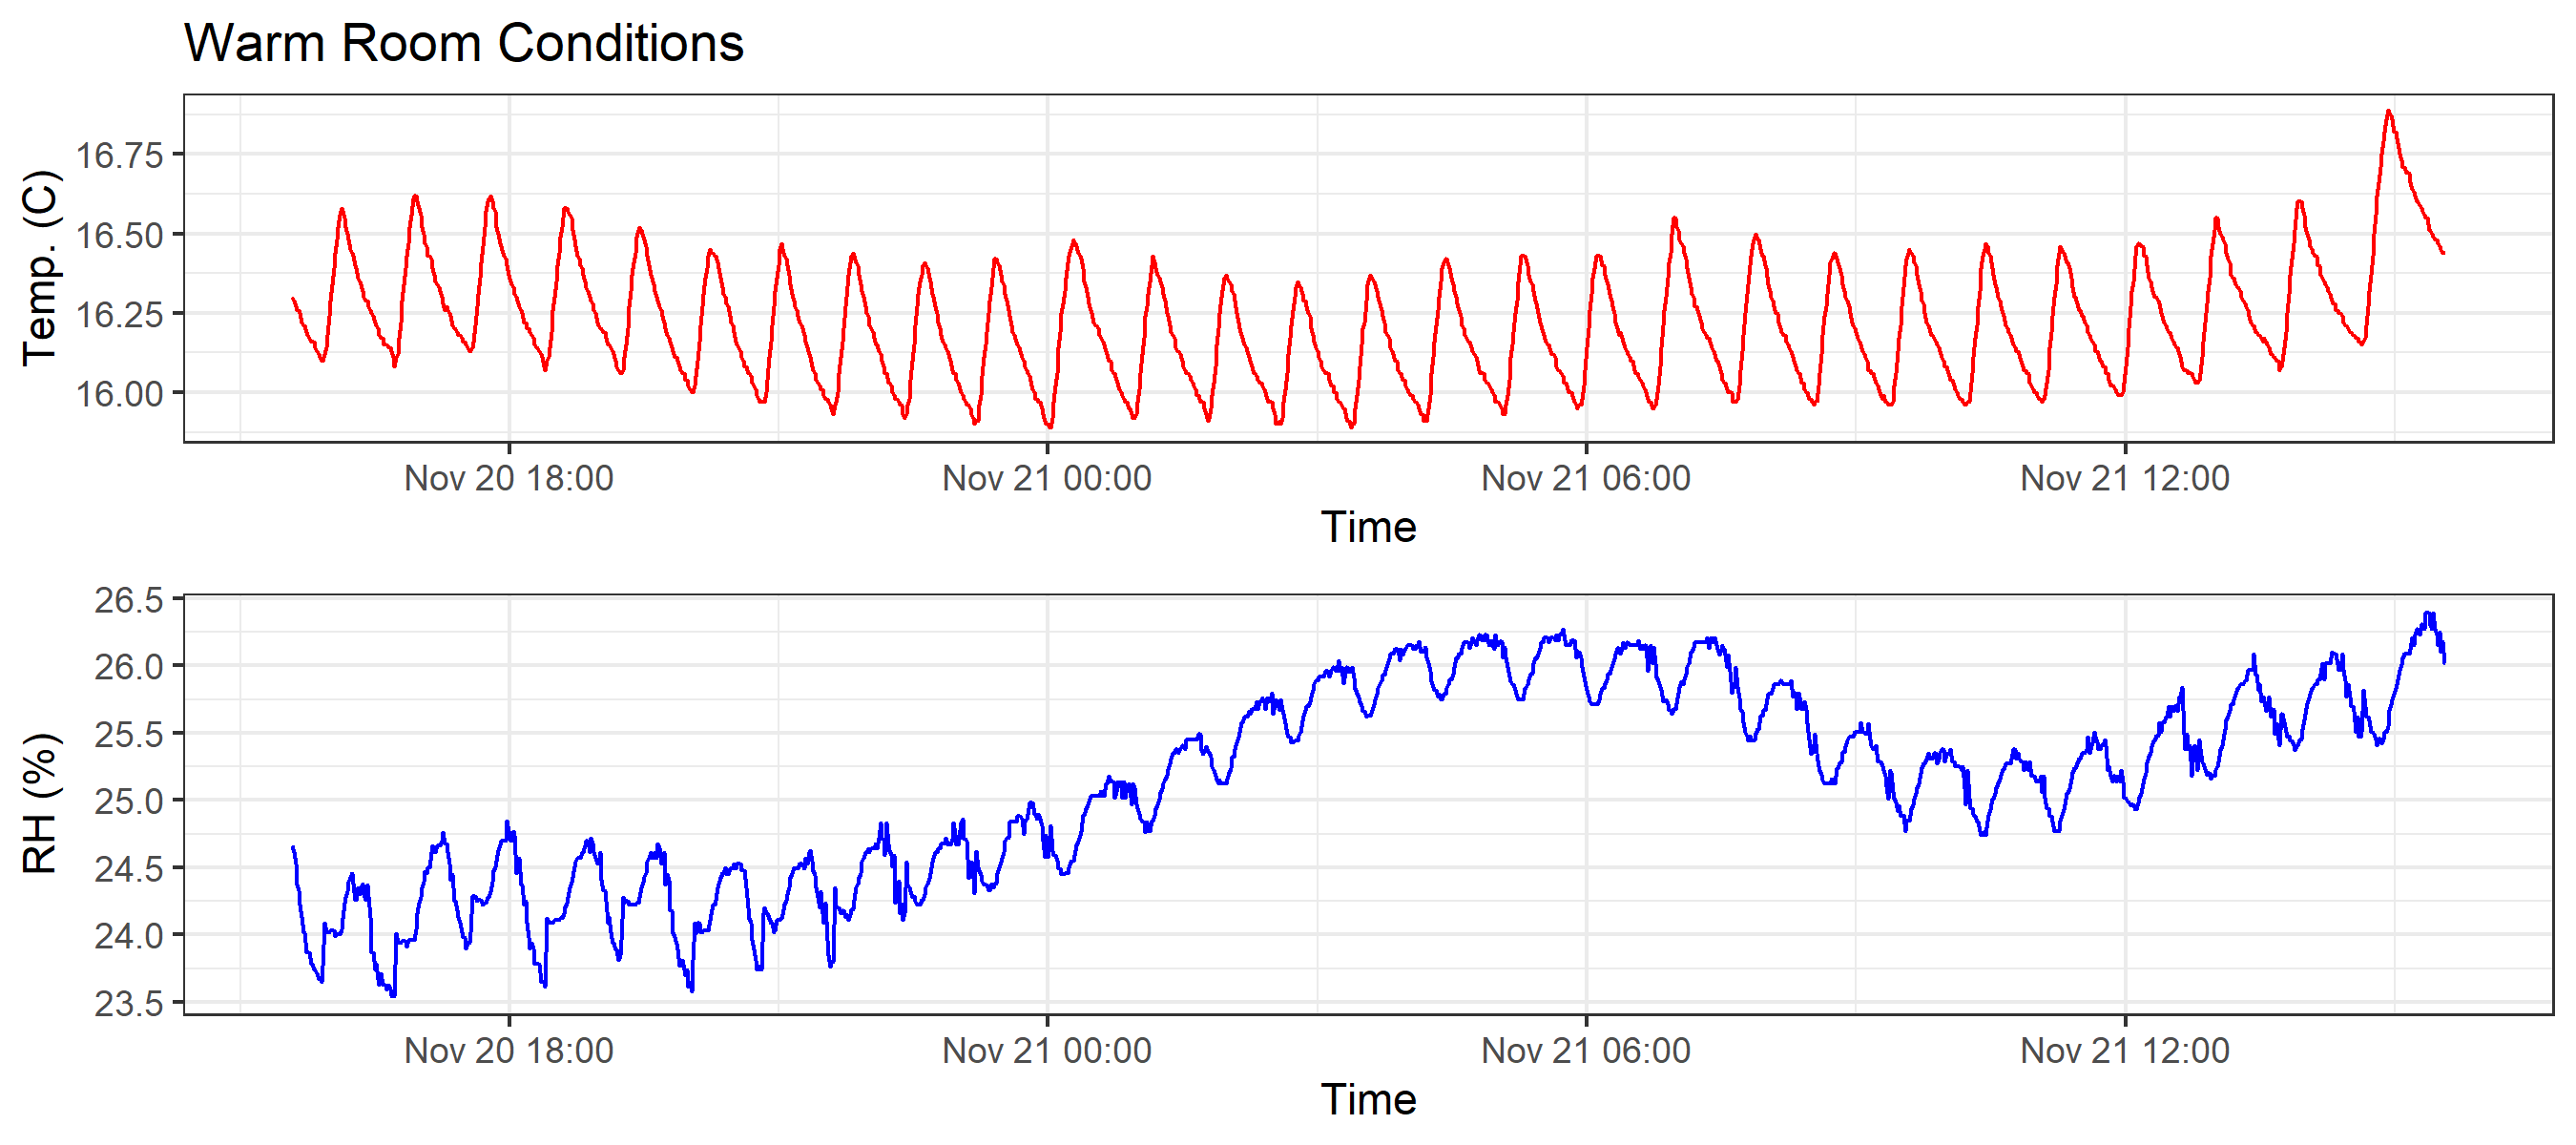 Warm Room Conditions
Temp. (C)
16.75
16.50
16.25
16.00
Nov 20 18:00 Nov 21 00:00 Nov 21 06:00 Nov 21 12:00
Time
RH (%)
26.5
26.0
25.5
25.0
24.5
24.0
23.5
Nov 20 18:00 Nov 21 00:00 Nov 21 06:00 Nov 21 12:00
Time